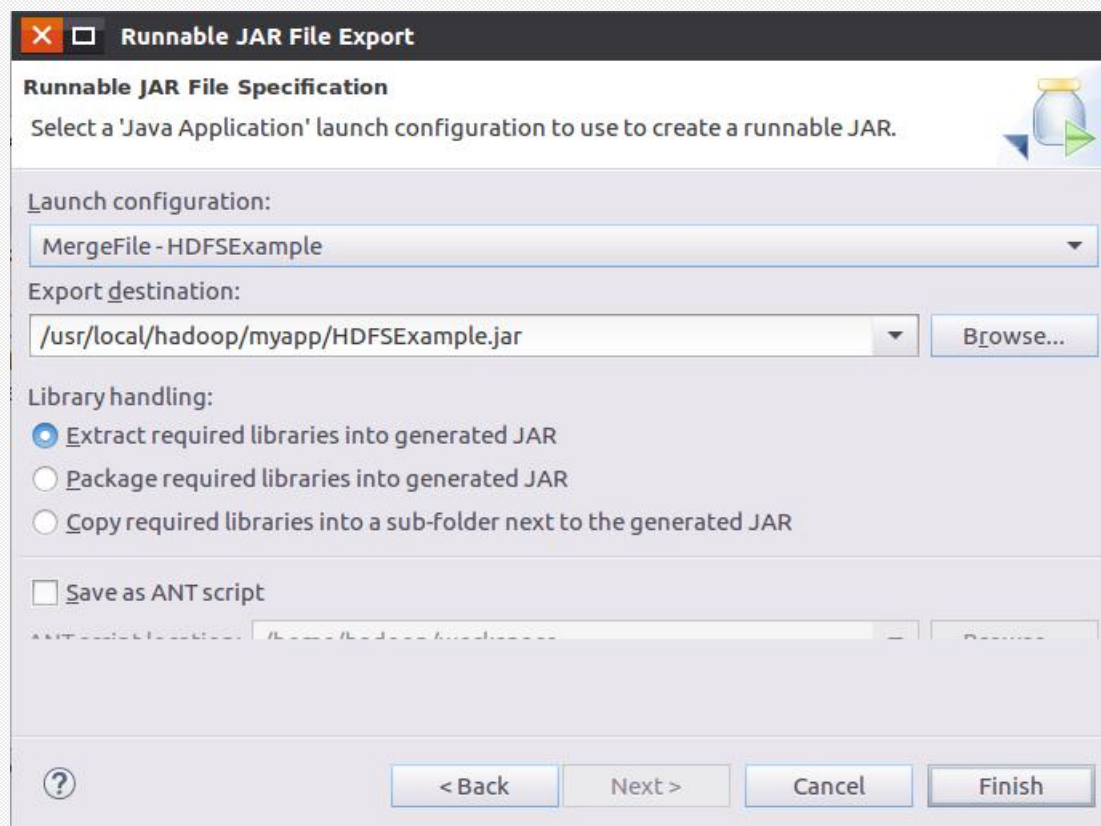 Runnable JAR File Export
Runnable JAR File Specification
Select a 'Java Application' launch configuration to use to create a runnable JAR.
Launch configuration:
MergeFile - HDFSExample
Export destination:
/usr/local/hadoop/myapp/HDFSExample.jar
Browse...
Library handling:
Extract required libraries into generated JAR
Package required libraries into generated JAR
Copy required libraries into a sub-folder next to the generated JAR
Save as ANT script
< Back Next > Cancel Finish